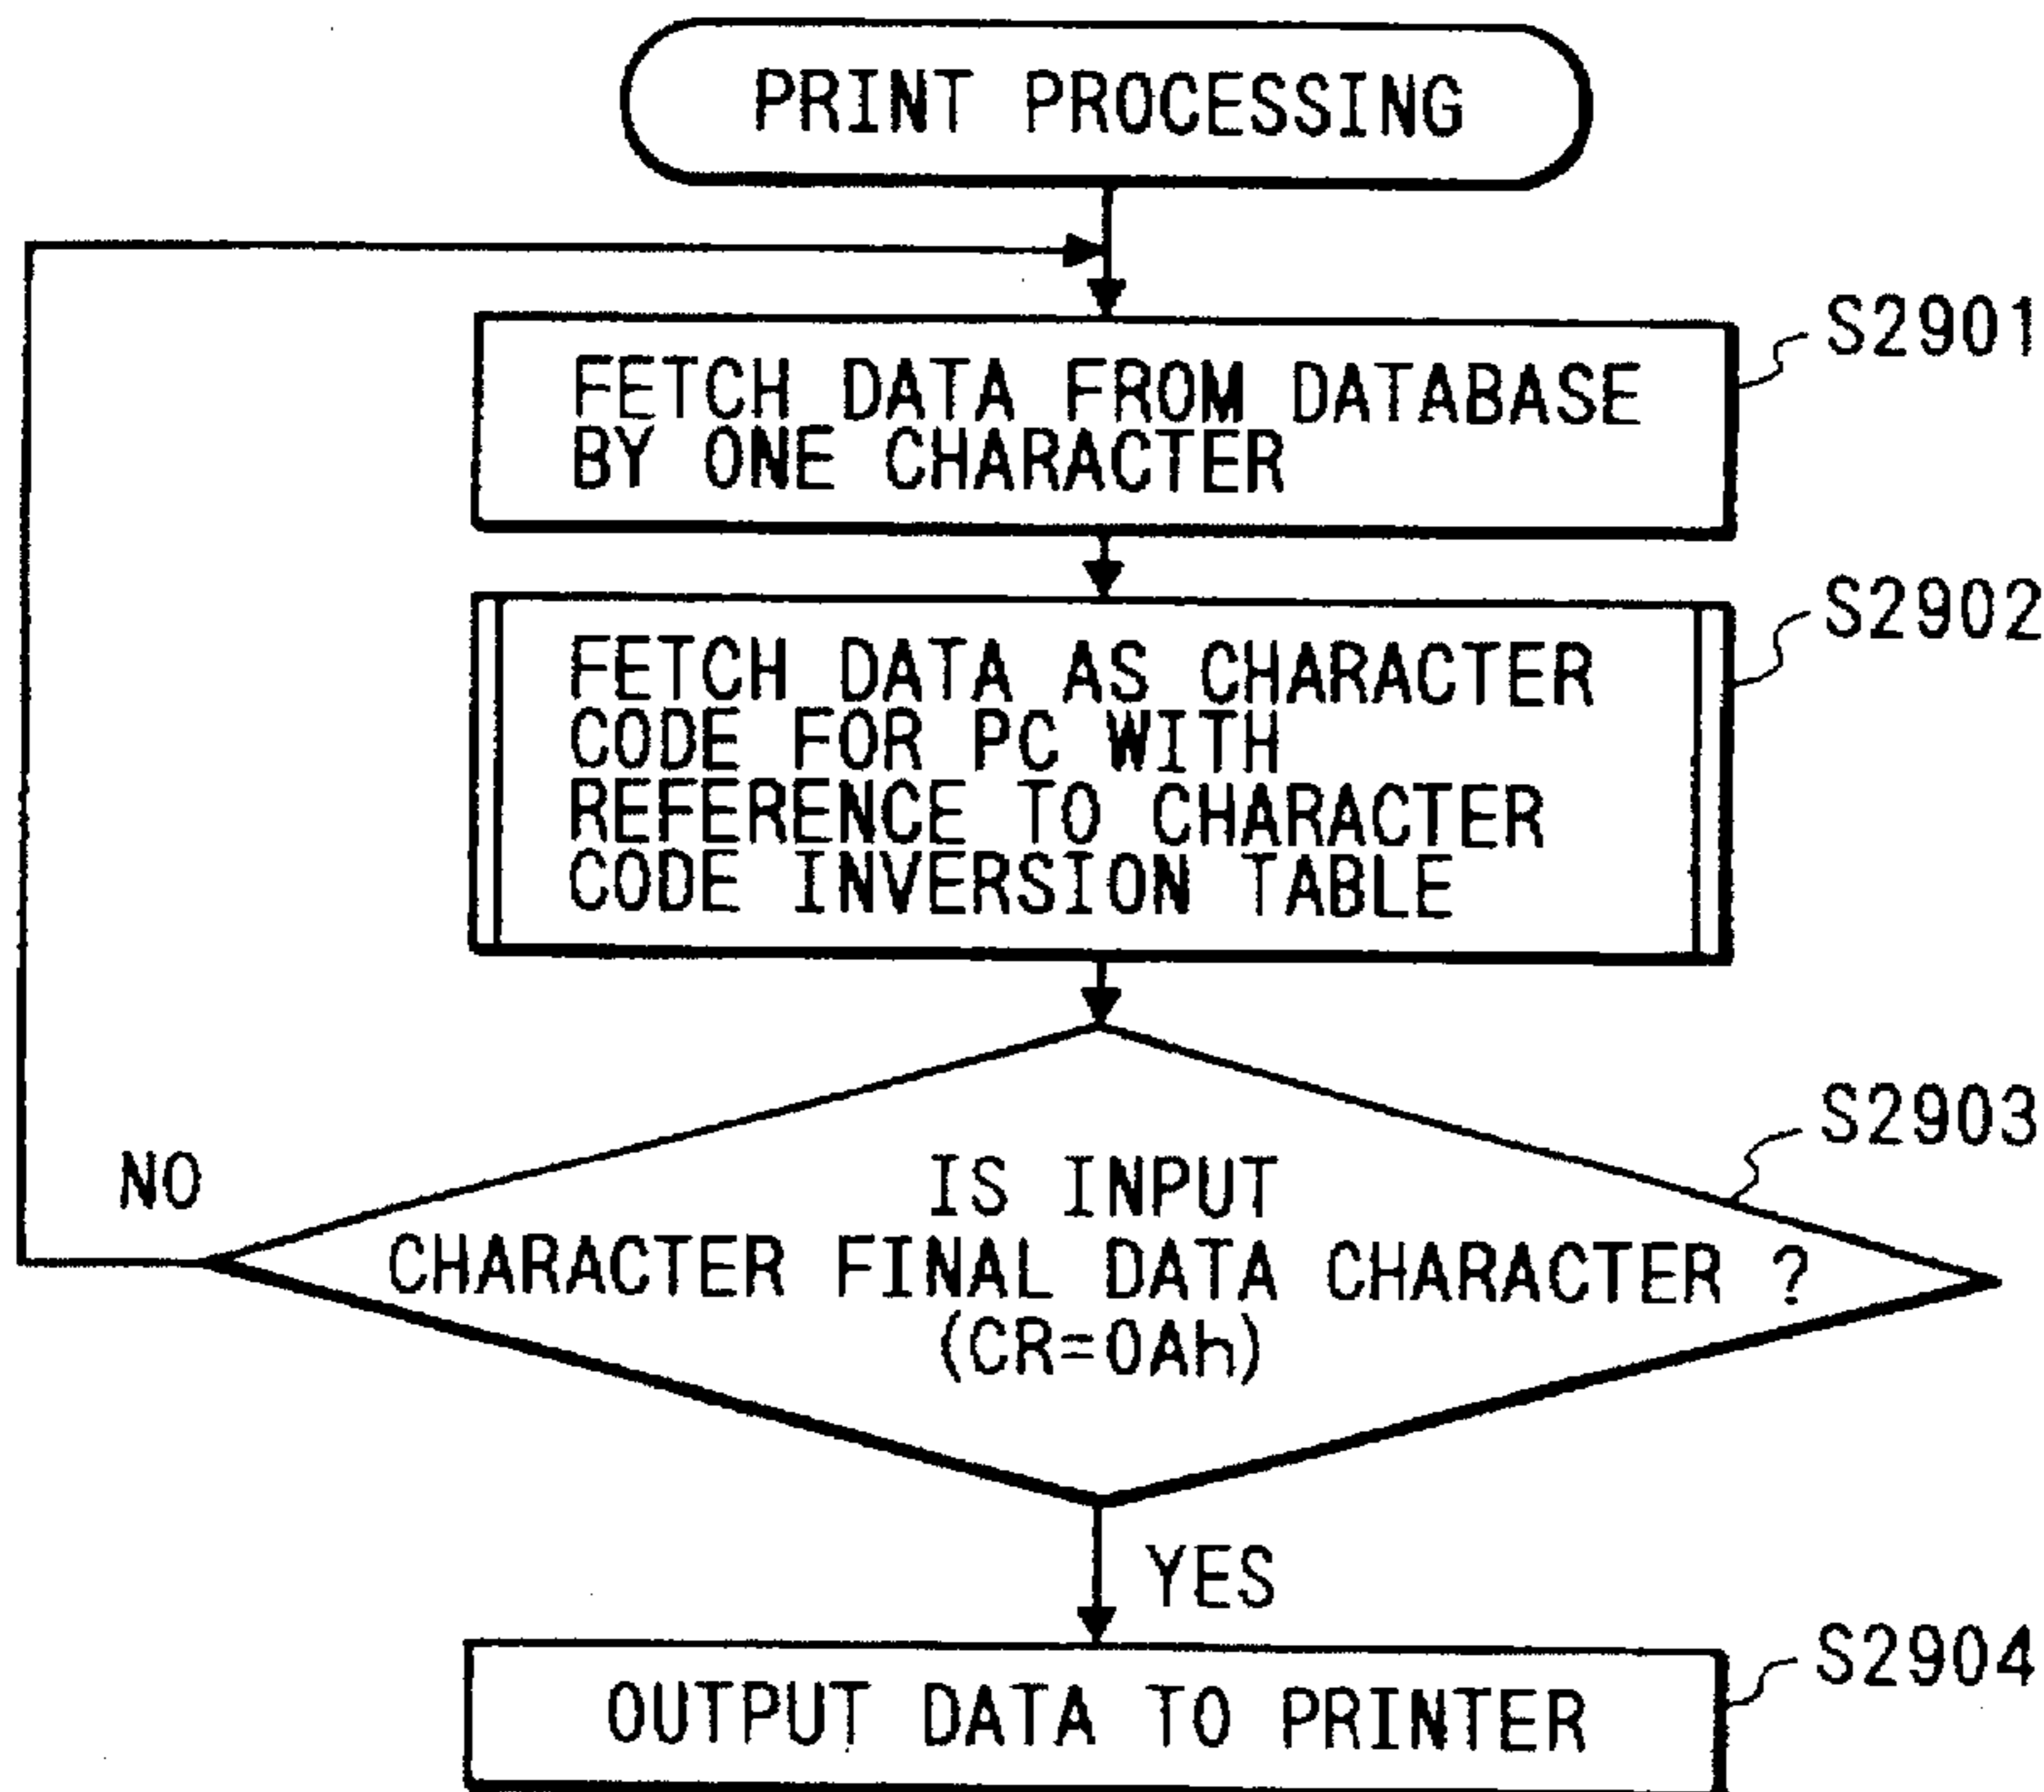 PRINT PROCESSING
S2901
FETCH DATA FROM DATABASE
BY ONE CHARACTER
S2902
FETCH DATA AS CHARACTER
CODE FOR PC WITH
REFERENCE TO CHARACTER
CODE INVERSION TABLE
S2903
NO
IS INPUT
CHARACTER FINAL DATA CHARACTER ?
(CR=0Ah)
YES
S2904
OUTPUT DATA TO PRINTER